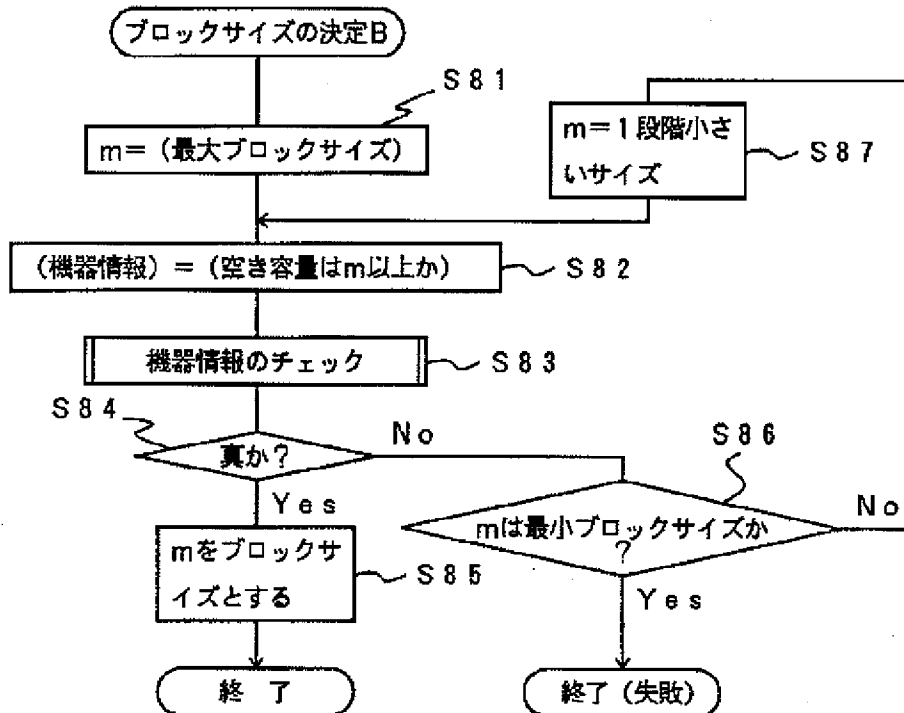 ブロックサイズの決定B
S81
m=(最大ブロックサイズ)
m=1段階小さ
いサイズ
S87
(機器情報)=(空き容量はm以上か)
S82
機器情報のチェック
S83
S84
真か?
No
Yes
S86
mは最小ブロックサイズか
?
No
Yes
mをブロックサ
イズとする
S85
終 了
終了(失敗)